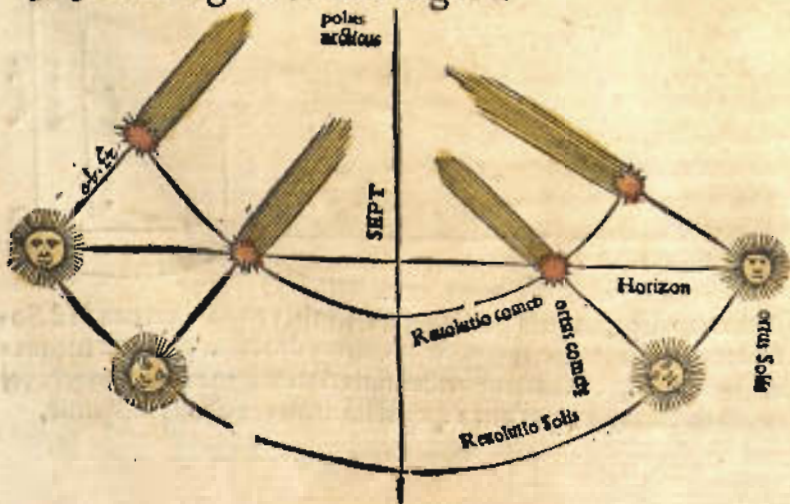 polus
arcticus
SEPT
Horizon
Reuolutio comete
ortus comete
ortus Solis
Reuolutio Solis